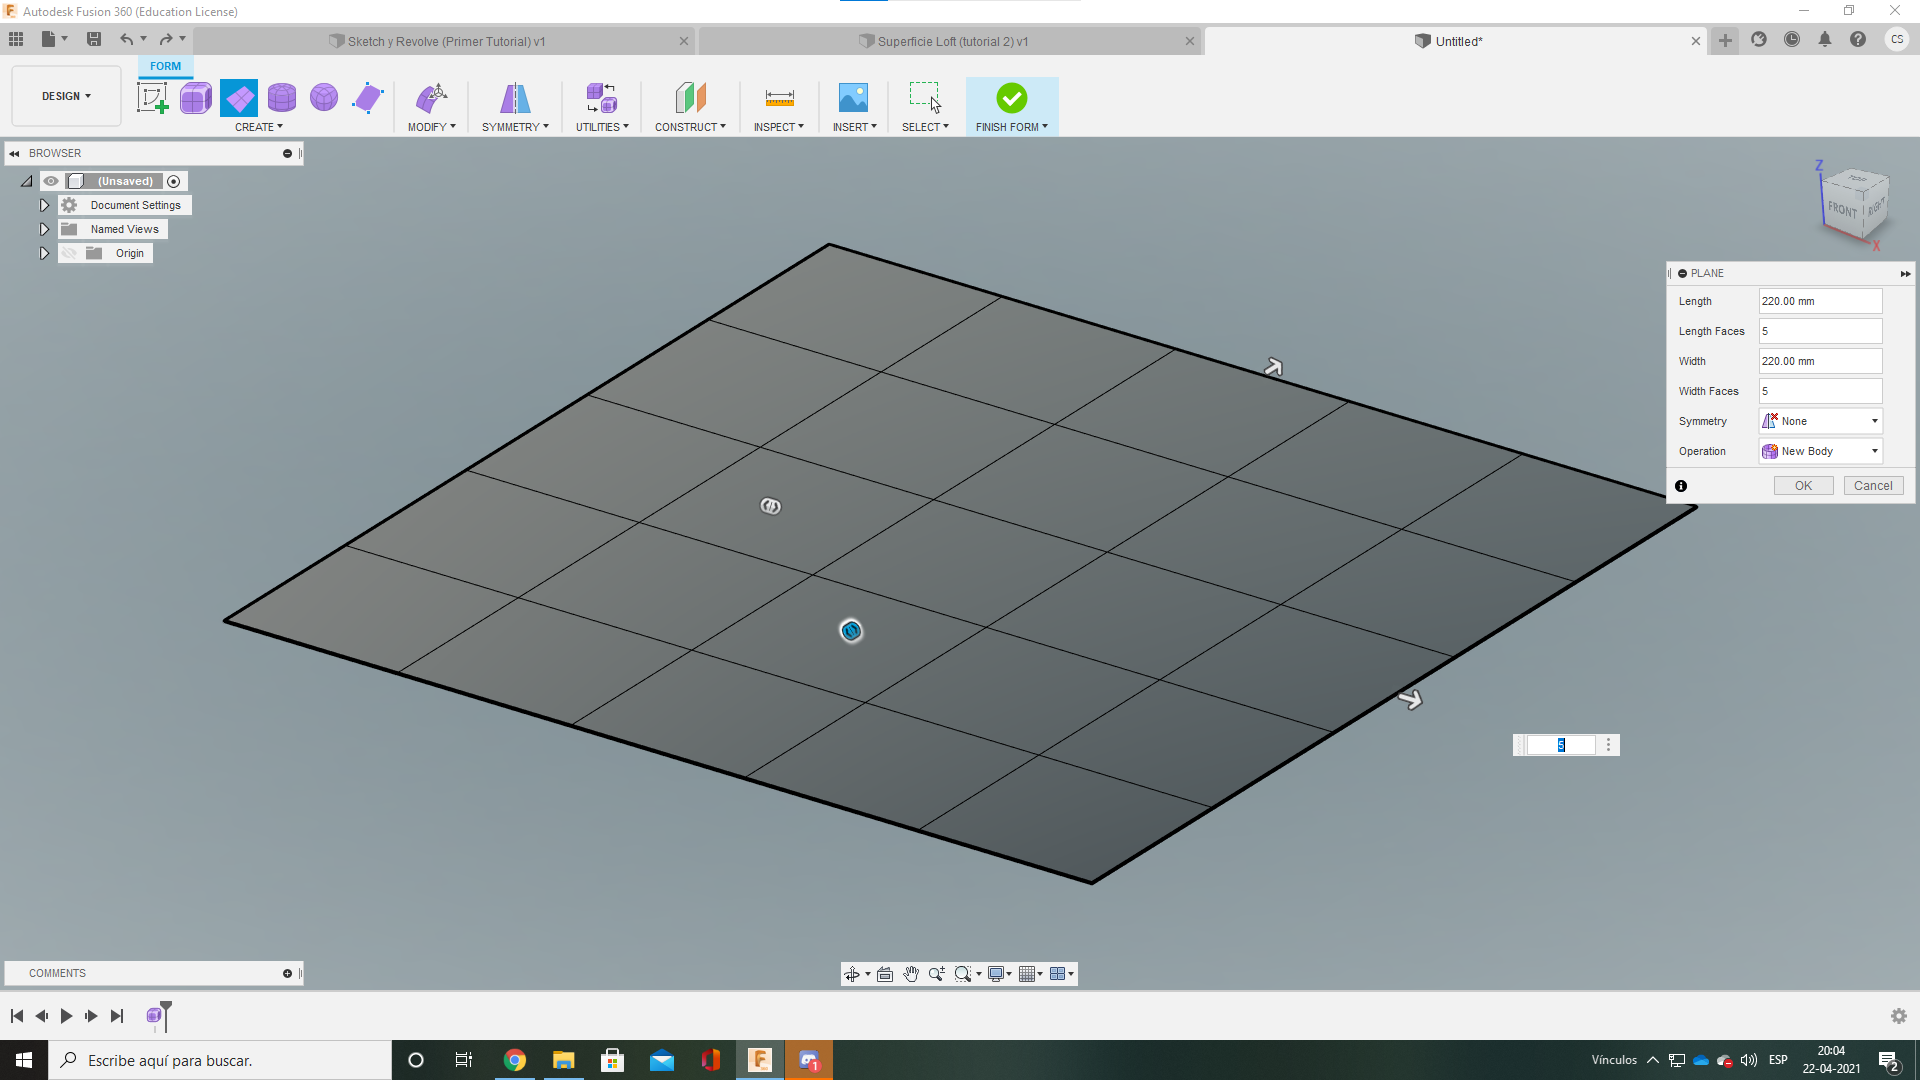 Autodesk Fusion 360 (Education License)
Sketch y Revolve (Primer Tutorial) v1
Superficie Loft (tutorial 2) v1
Untitled*
CS
FORM
DESIGN
CREATE
MODIFY
SYMMETRY
UTILITIES
CONSTRUCT
INSPECT
INSERT
SELECT
FINISH FORM
BROWSER
(Unsaved)
Document Settings
Named Views
Origin
Z
TOP
FRONT
RIGHT
X
PLANE
Length
220.00 mm
Length Faces
5
Width
220.00 mm
Width Faces
5
Symmetry
None
Operation
New Body
OK
Cancel
5
COMMENTS
Escribe aquí para buscar.
1
Vínculos
ESP
20:04
22-04-2021
2